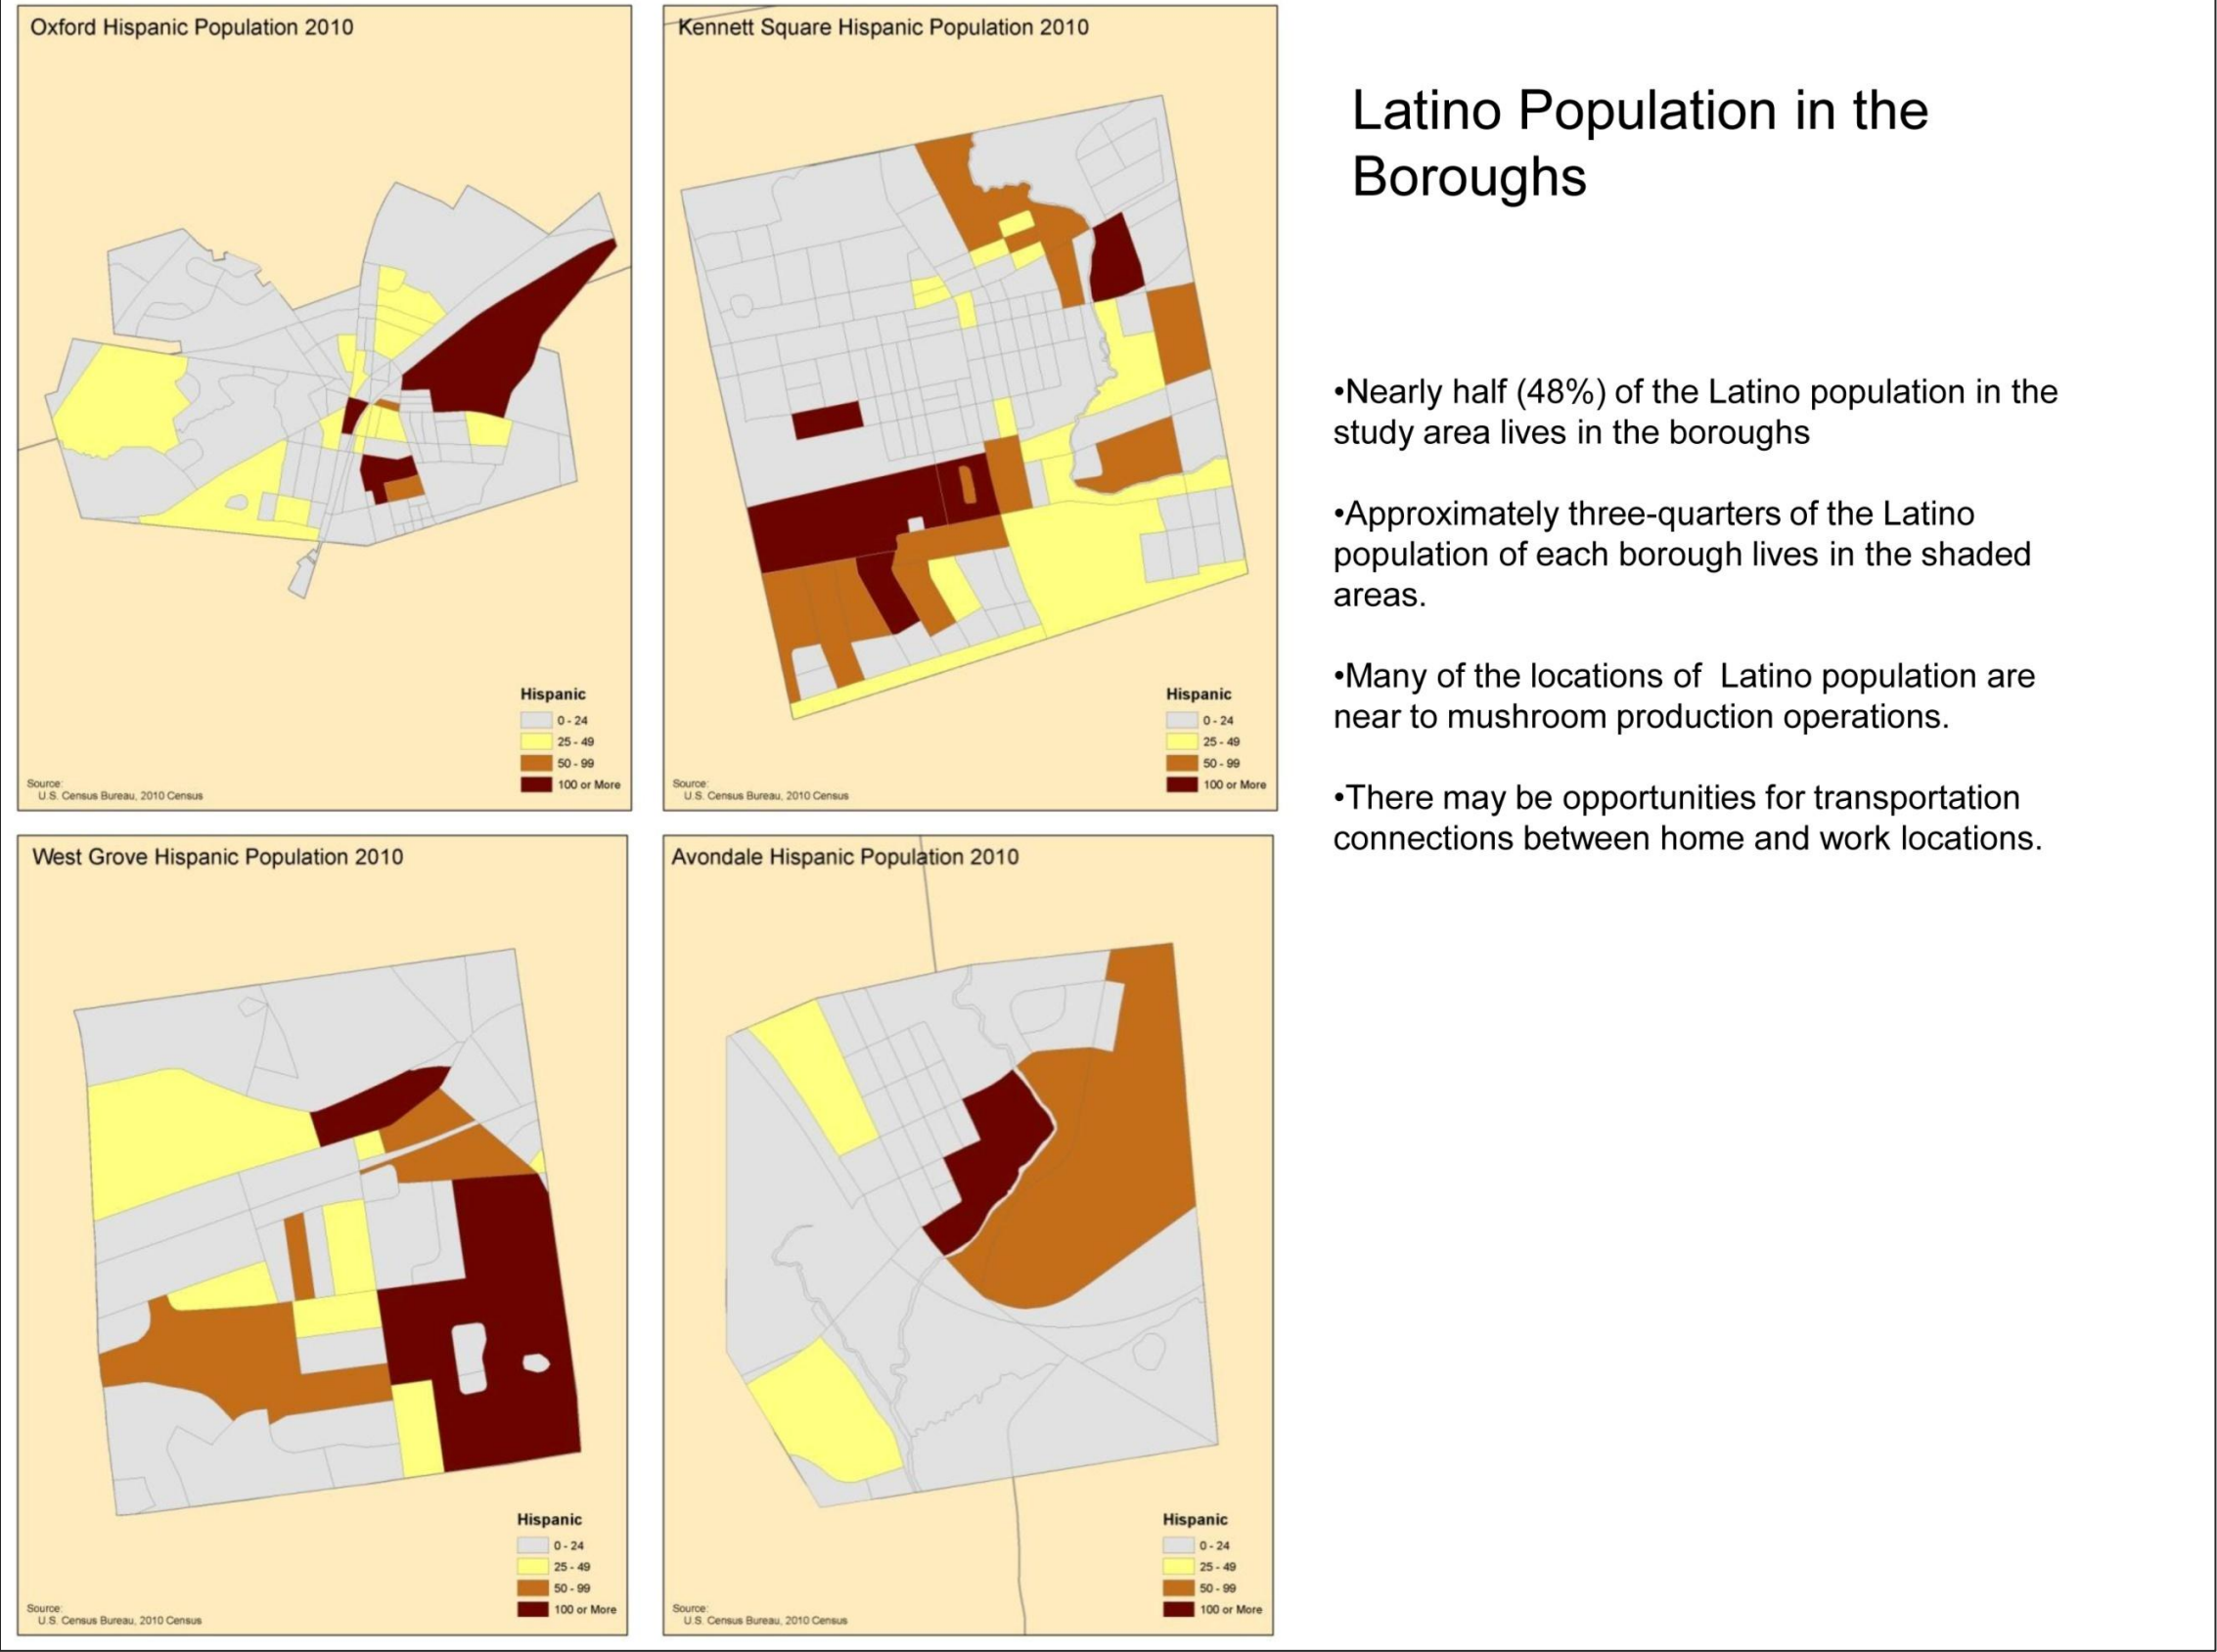 Oxford Hispanic Population 2010
Hispanic
0 - 24
25 - 49
50 - 99
100 or More
Source:
U.S. Census Bureau, 2010 Census
Kennett Square Hispanic Population 2010
Hispanic
0 - 24
25 - 49
50 - 99
100 or More
Source:
U.S. Census Bureau, 2010 Census
West Grove Hispanic Population 2010
Hispanic
0 - 24
25 - 49
50 - 99
100 or More
Source:
U.S. Census Bureau, 2010 Census
Avondale Hispanic Population 2010
Hispanic
0 - 24
25 - 49
50 - 99
100 or More
Source:
U.S. Census Bureau, 2010 Census
Latino Population in the
Boroughs
•Nearly half (48%) of the Latino population in the
study area lives in the boroughs
•Approximately three-quarters of the Latino
population of each borough lives in the shaded
areas.
•Many of the locations of  Latino population are
near to mushroom production operations.
•There may be opportunities for transportation
connections between home and work locations.